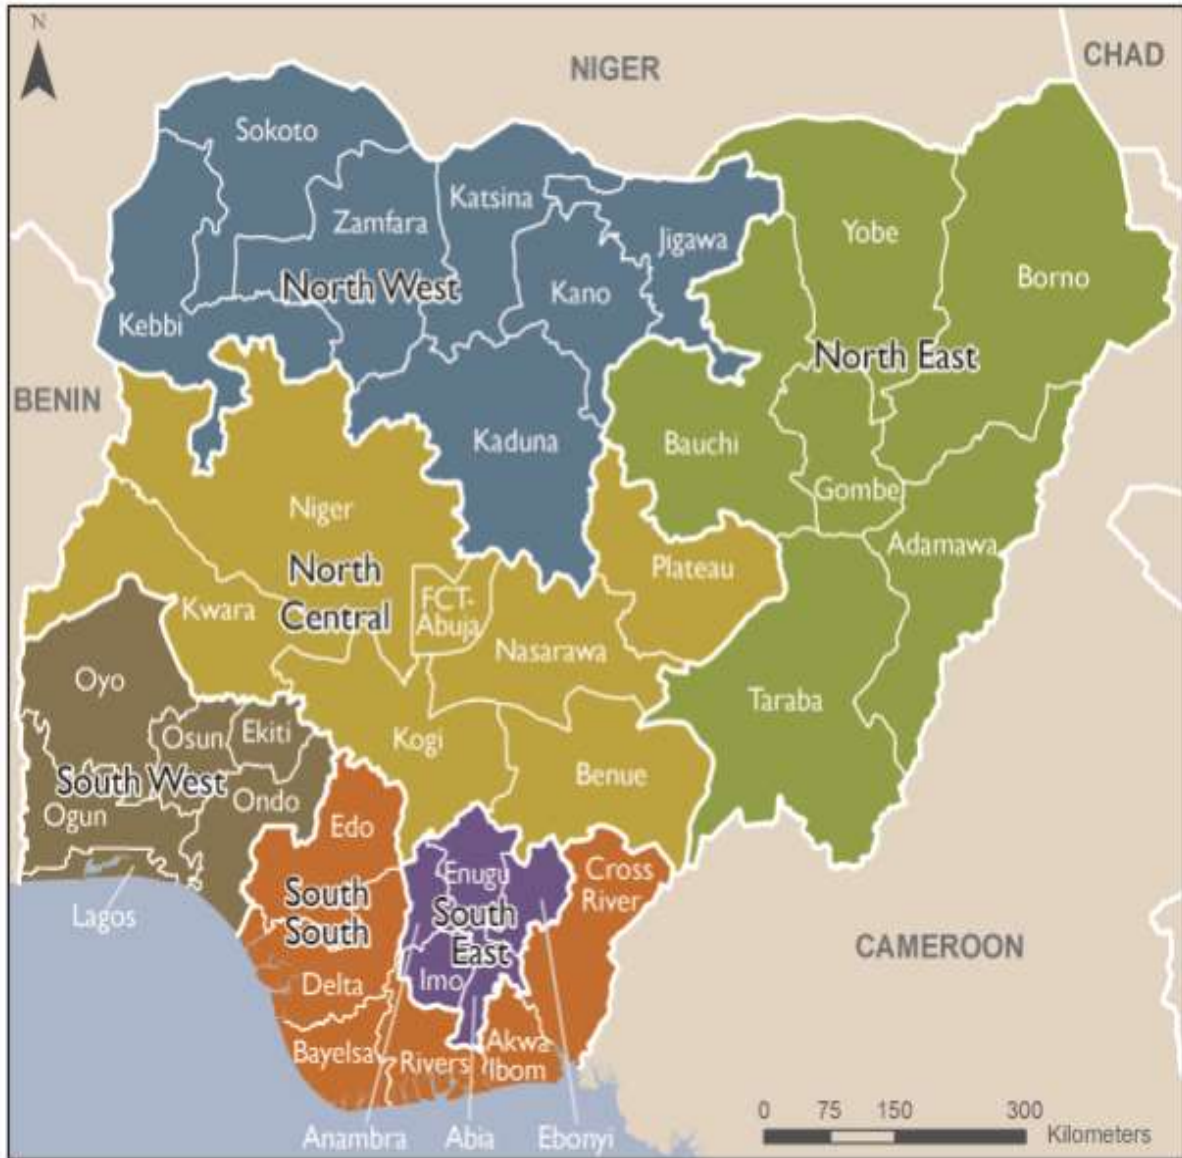 N
NIGER
CHAD
Sokoto
Katsina
Zamfara
Jigawa
Yobe
Borno
North West
Kano
Kebbi
North East
BENIN
Kaduna
Bauchi
Gombe
Niger
Adamawa
North
Central
Plateau
FCT-
Abuja
Kwara
Nasarawa
Oyo
Taraba
Osun
Ekiti
Kogi
Benue
South West
Ondo
Ogun
Edo
Enugu
Cross
River
South
South
Lagos
South
East
CAMEROON
Imo
Delta
Bayelsa
Rivers
Akwa
Ibom
Anambra
Abia
Ebonyi
0 75 150 300
Kilometers